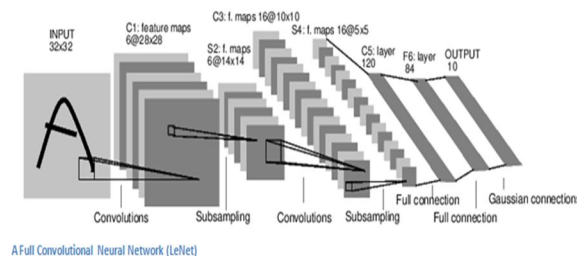 INPUT
32x32
C1: feature maps
6@28x28
S2: f. maps
6@14x14
C3: f. maps 16@10x10
S4: f. maps 16@5x5
C5: layer
120
F6: layer
84
OUTPUT
10
Convolutions
Subsampling
Convolutions
Subsampling
Full connection
Full connection
Gaussian connections
A Full Convolutional Neural Network (LeNet)